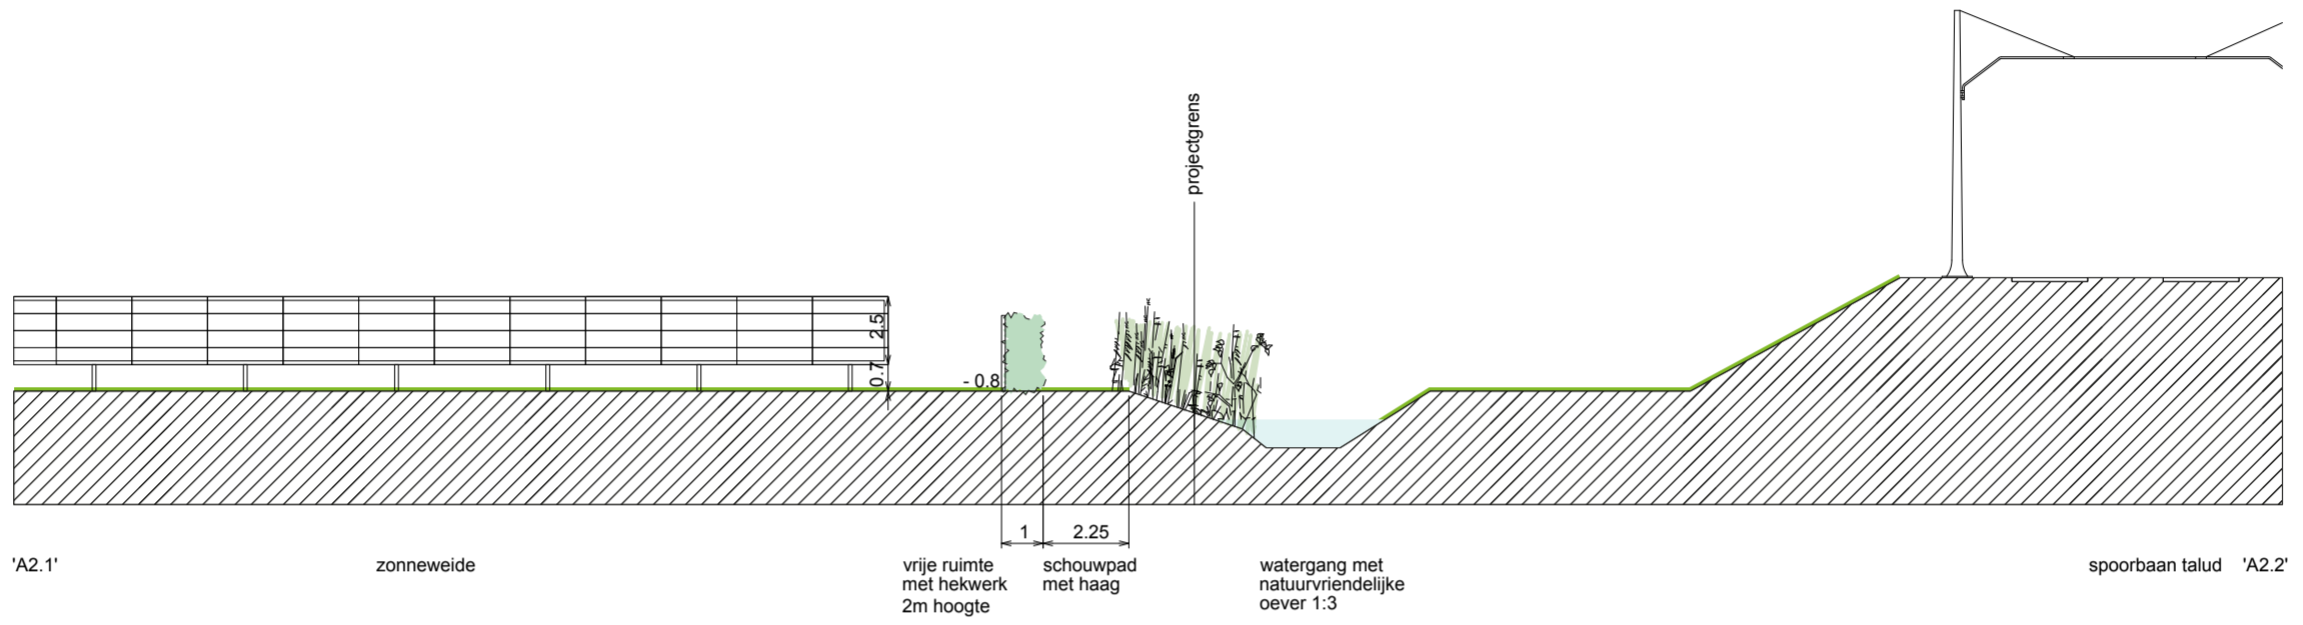 projectgrens
2.5
0.7
- 0.8
1
2.25
'A2.1'
zonneweide
vrije ruimte
met hekwerk
2m hoogte
schouwpad
met haag
watergang met
natuurvriendelijke
oever 1:3
spoorbaan talud
'A2.2'